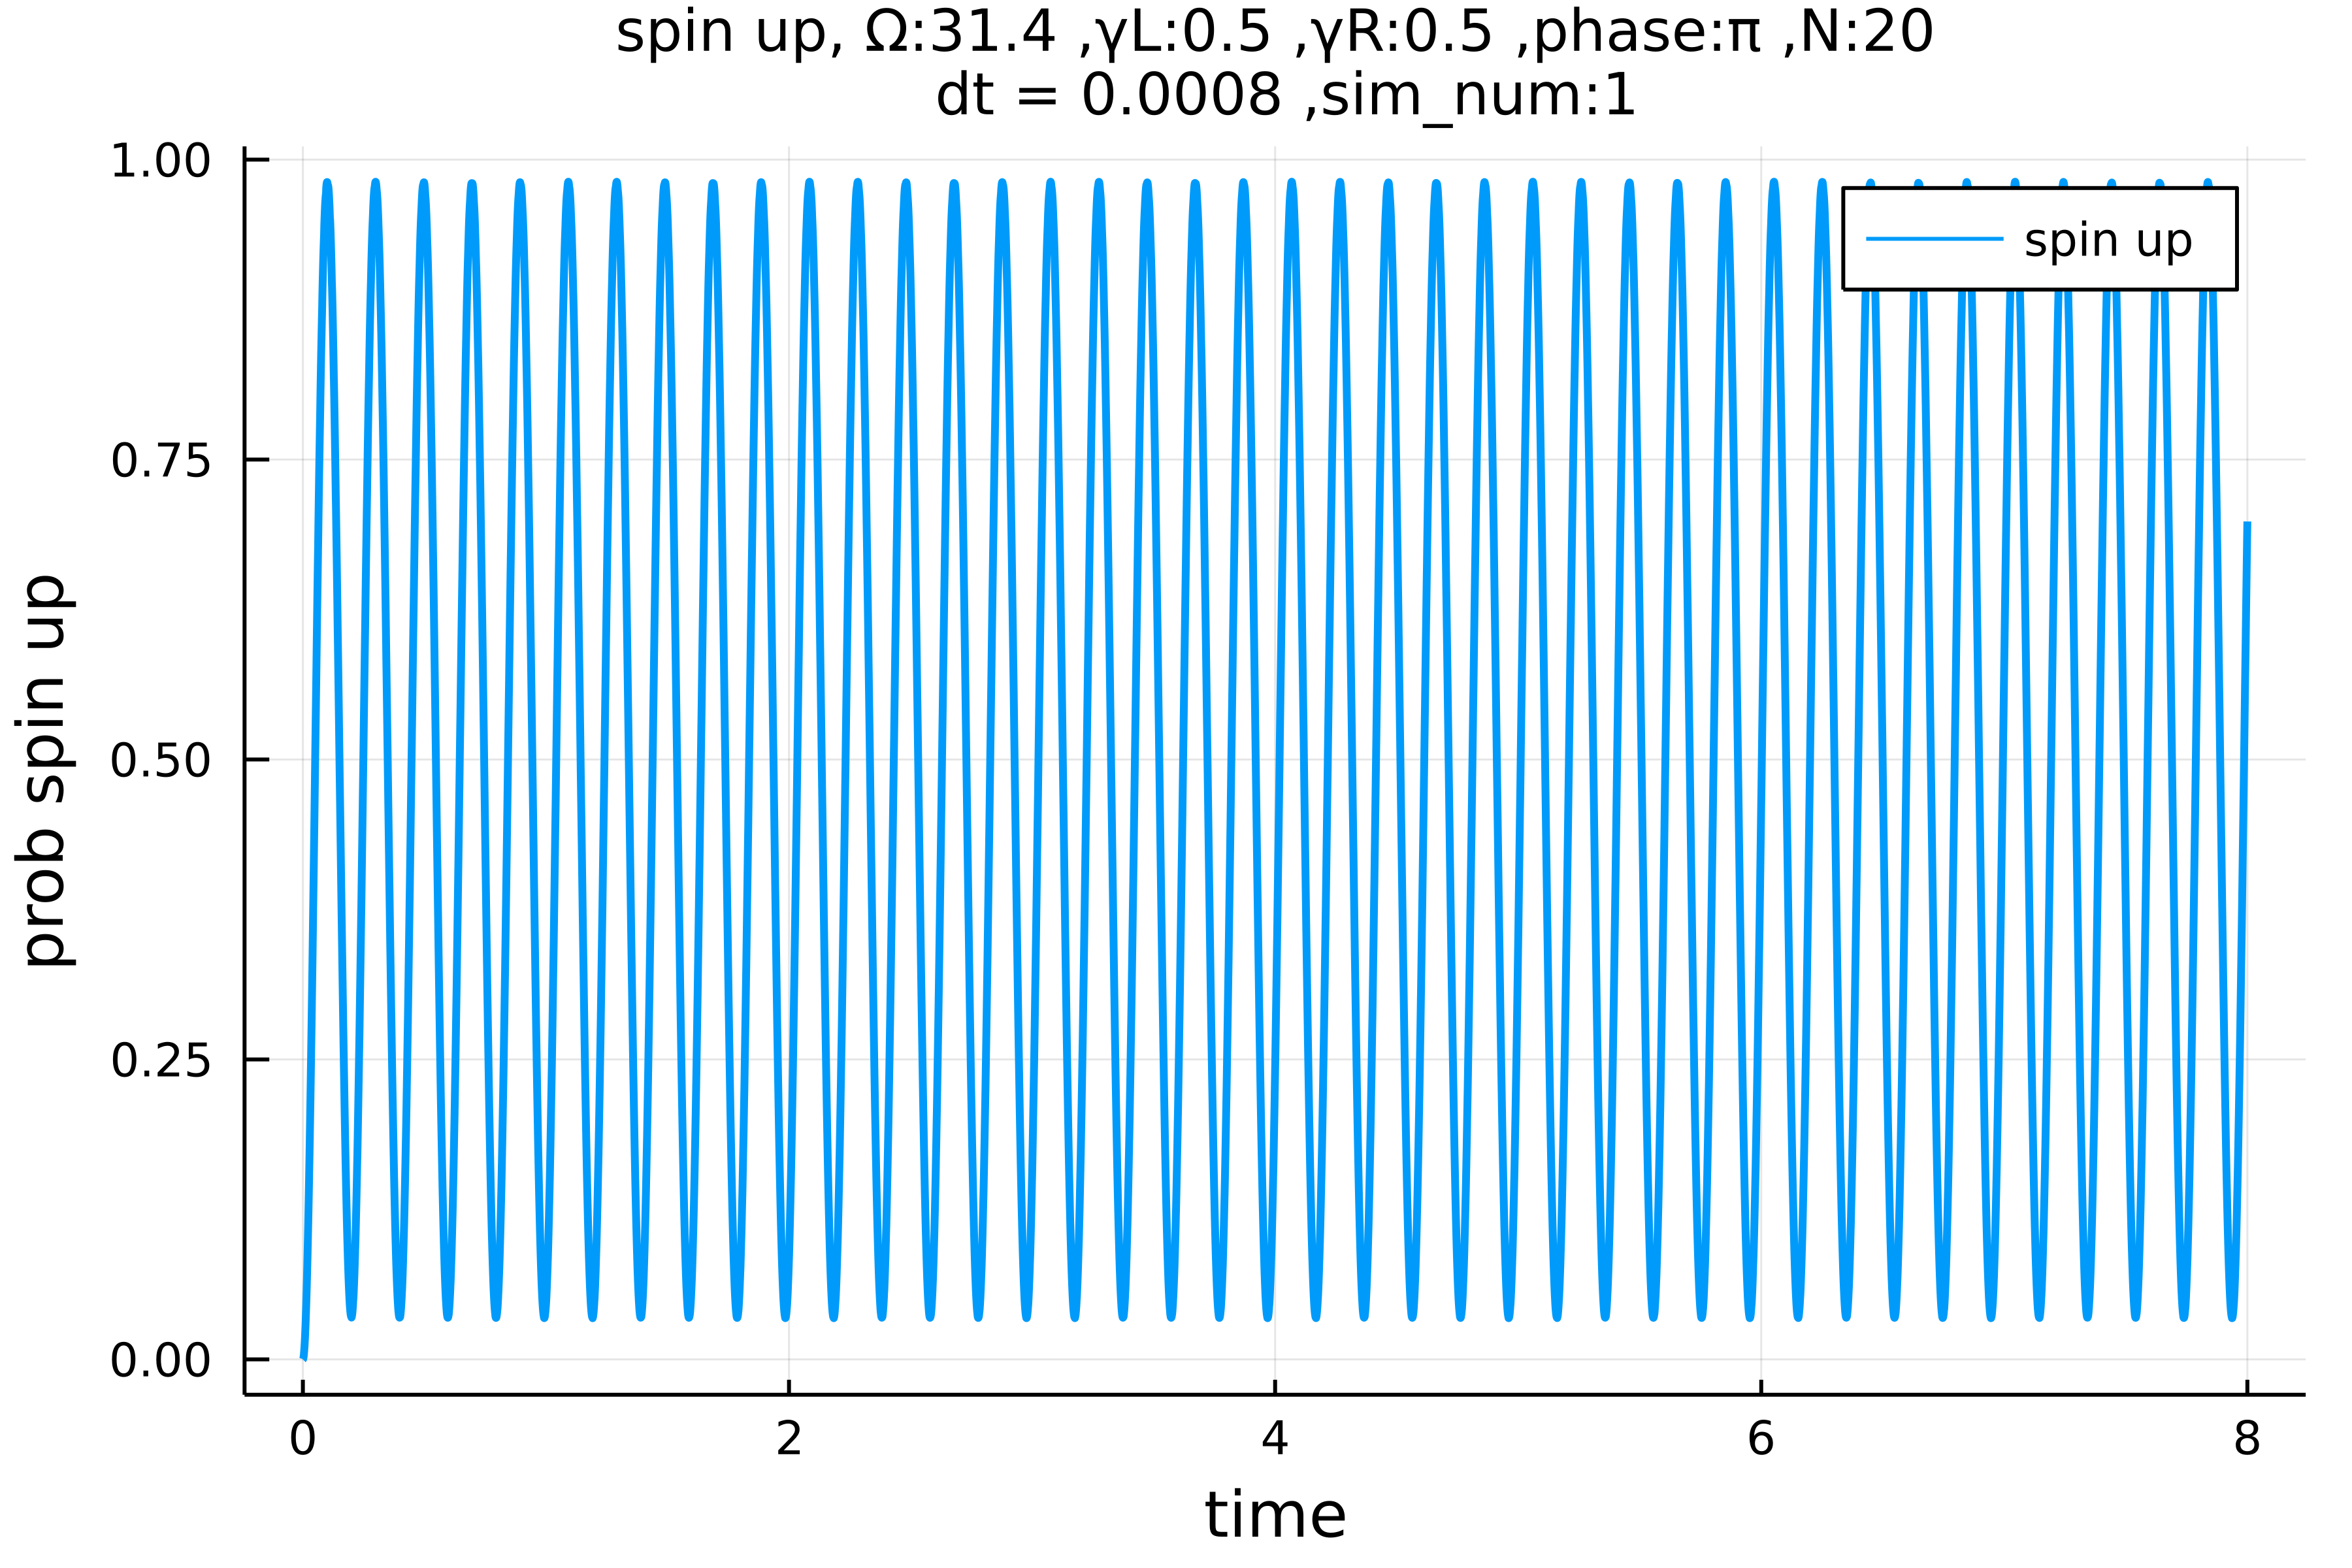 spin up, Ω:31.4 ,γL:0.5 ,γR:0.5 ,phase:π ,N:20
dt = 0.0008 ,sim_num:1
1.00
0.75
0.50
0.25
0.00
prob spin up
spin up
0
2
4
6
8
time